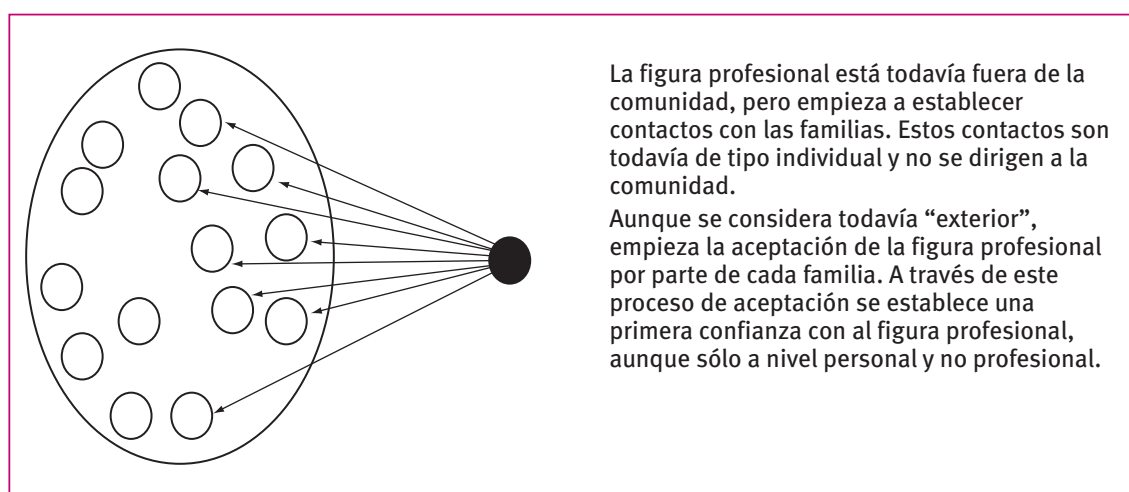 La figura profesional está todavía fuera de la
comunidad, pero empieza a establecer
contactos con las familias. Estos contactos son
todavía de tipo individual y no se dirigen a la
comunidad.
Aunque se considera todavía “exterior”,
empieza la aceptación de la figura profesional
por parte de cada familia. A través de este
proceso de aceptación se establece una
primera confianza con al figura profesional,
aunque sólo a nivel personal y no profesional.